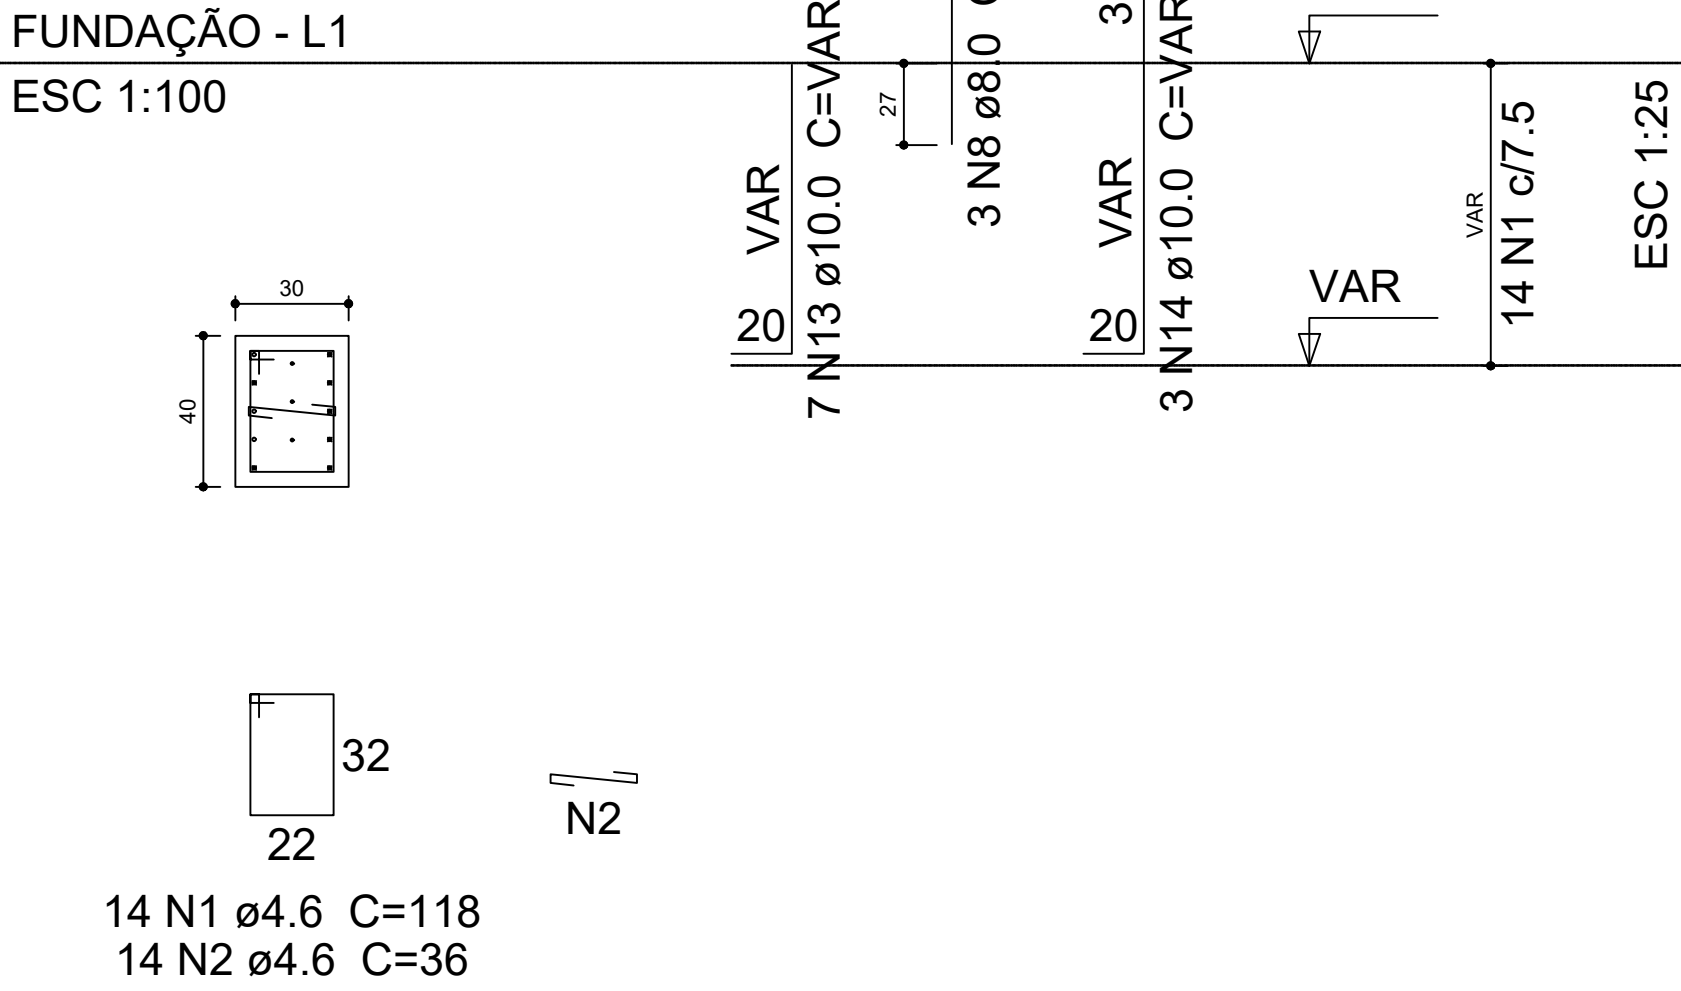 FUNDAÇÃO - L1
ESC 1:100
VAR
20
7 N13 ø10.0 C=VAR
27
3 N8 ø8.0
3
VAR
20
3 N14 ø10.0 C=VAR
VAR
VAR
14 N1 c/7.5
ESC 1:25
30
40
32
22
N2
14 N1 ø4.6 C=118
14 N2 ø4.6 C=36